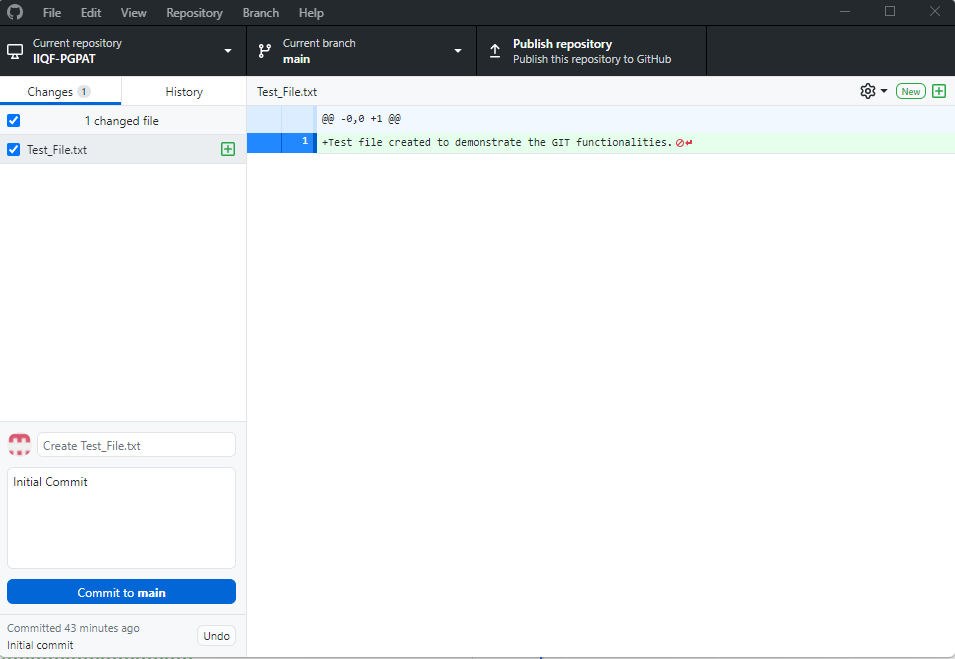 File Edit View Repository Branch Help
Current repository
IIQF-PGPAT
Current branch
main
Publish repository
Publish this repository to GitHub
Changes 1 History
Test_File.txt New
1 changed file
@@ -0,0 +1 @@
Test_File.txt
1 +Test file created to demonstrate the GIT functionalities.
Create Test_File.txt
Initial Commit
Commit to main
Committed 43 minutes ago
Initial commit
Undo